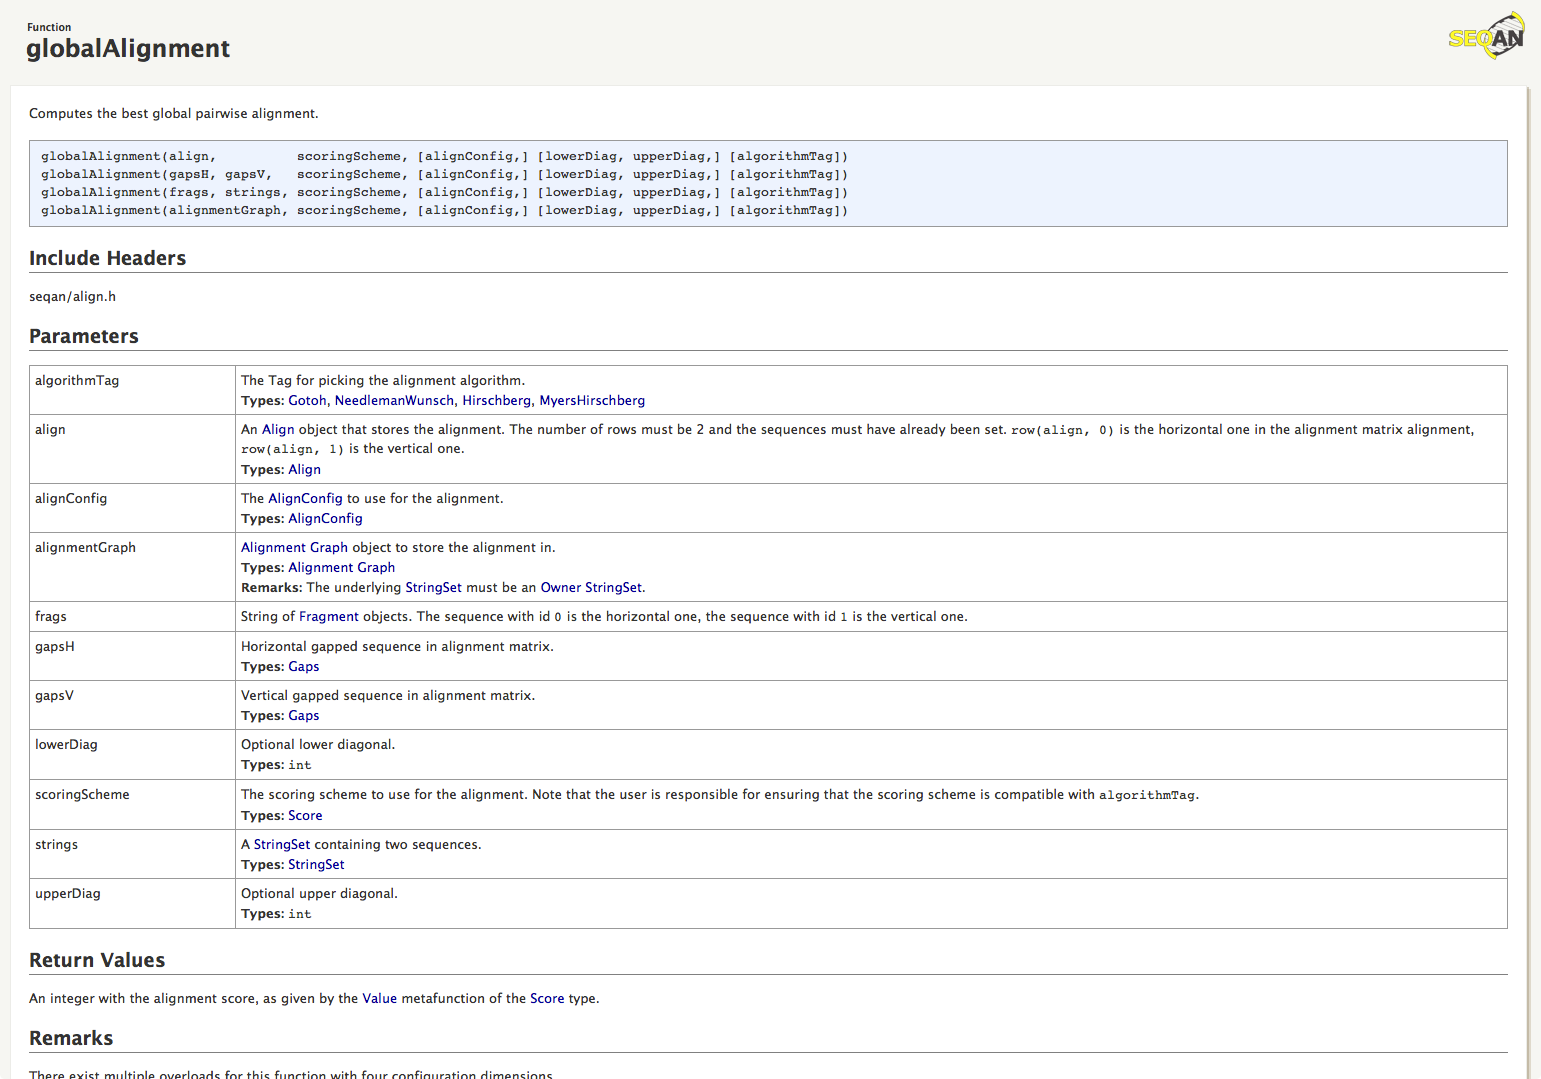 Function
globalAlignment
SEQAN
Computes the best global pairwise alignment.
globalAlignment(align,          scoringScheme, [alignConfig,] [lowerDiag, upperDiag,] [algorithmTag])
globalAlignment(gapsH, gapsV,   scoringScheme, [alignConfig,] [lowerDiag, upperDiag,] [algorithmTag])
globalAlignment(frags, strings, scoringScheme, [alignConfig,] [lowerDiag, upperDiag,] [algorithmTag])
globalAlignment(alignmentGraph, scoringScheme, [alignConfig,] [lowerDiag, upperDiag,] [algorithmTag])
Include Headers
seqan/align.h
Parameters
algorithmTag
The Tag for picking the alignment algorithm.
Types: Gotoh, NeedlemanWunsch, Hirschberg, MyersHirschberg
align
An Align object that stores the alignment. The number of rows must be 2 and the sequences must have already been set. row(align, 0) is the horizontal one in the alignment matrix alignment,
row(align, 1) is the vertical one.
Types: Align
alignConfig
The AlignConfig to use for the alignment.
Types: AlignConfig
alignmentGraph
Alignment Graph object to store the alignment in.
Types: Alignment Graph
Remarks: The underlying StringSet must be an Owner StringSet.
frags
String of Fragment objects. The sequence with id 0 is the horizontal one, the sequence with id 1 is the vertical one.
gapsH
Horizontal gapped sequence in alignment matrix.
Types: Gaps
gapsV
Vertical gapped sequence in alignment matrix.
Types: Gaps
lowerDiag
Optional lower diagonal.
Types: int
scoringScheme
The scoring scheme to use for the alignment. Note that the user is responsible for ensuring that the scoring scheme is compatible with algorithmTag.
Types: Score
strings
A StringSet containing two sequences.
Types: StringSet
upperDiag
Optional upper diagonal.
Types: int
Return Values
An integer with the alignment score, as given by the Value metafunction of the Score type.
Remarks
There exist multiple overloads for this function with four configuration dimensions.